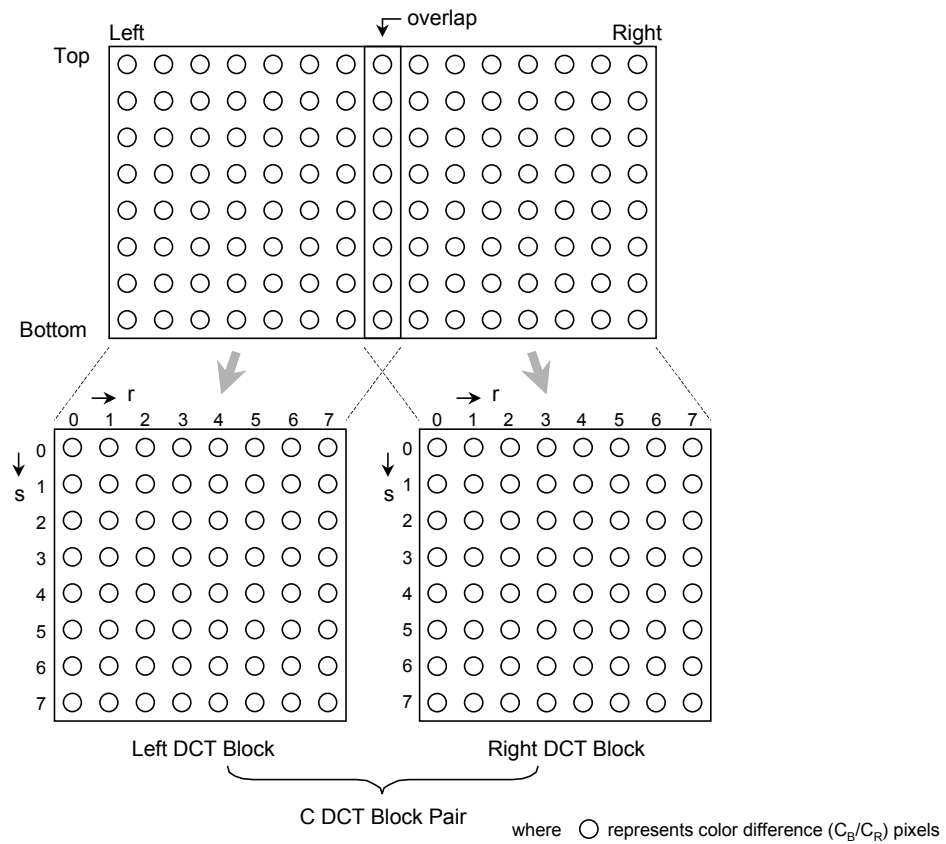 overlap
Left Right
Top
Bottom
r r
0 1 2 3 4 5 6 7 0 1 2 3 4 5 6 7
0 0
s 1 s 1
2 2
3 3
4 4
5 5
6 6
7 7
Left DCT Block Right DCT Block
C DCT Block Pair
where represents color difference (CB/CR) pixels